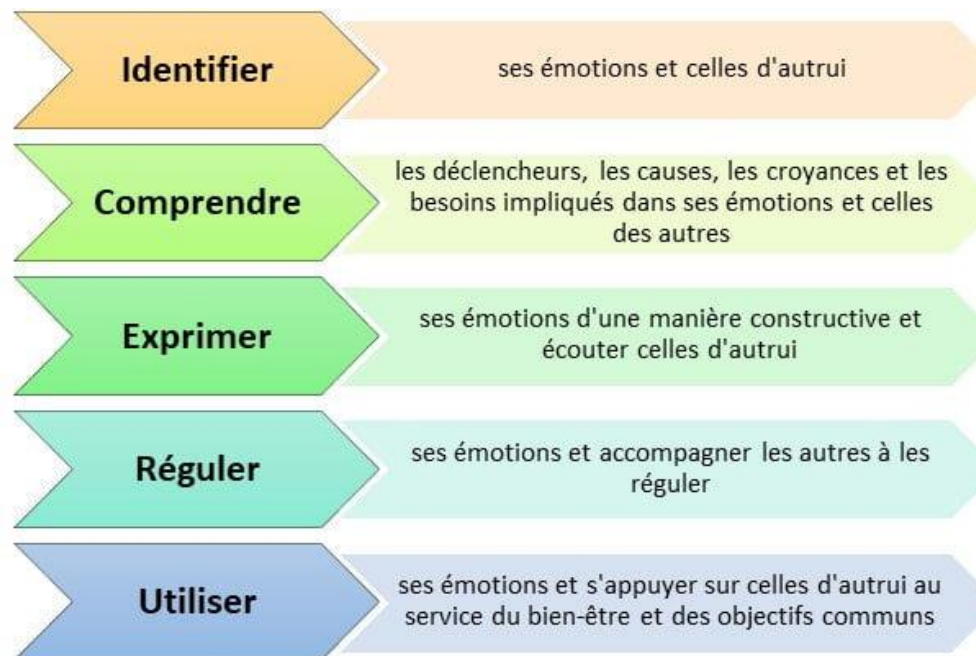 Identifier
ses émotions et celles d'autrui
Comprendre
les déclencheurs, les causes, les croyances et les
besoins impliqués dans ses émotions et celles
des autres
Exprimer
ses émotions d'une manière constructive et
écouter celles d'autrui
Réguler
ses émotions et accompagner les autres à les
réguler
Utiliser
ses émotions et s'appuyer sur celles d'autrui au
service du bien-être et des objectifs communs